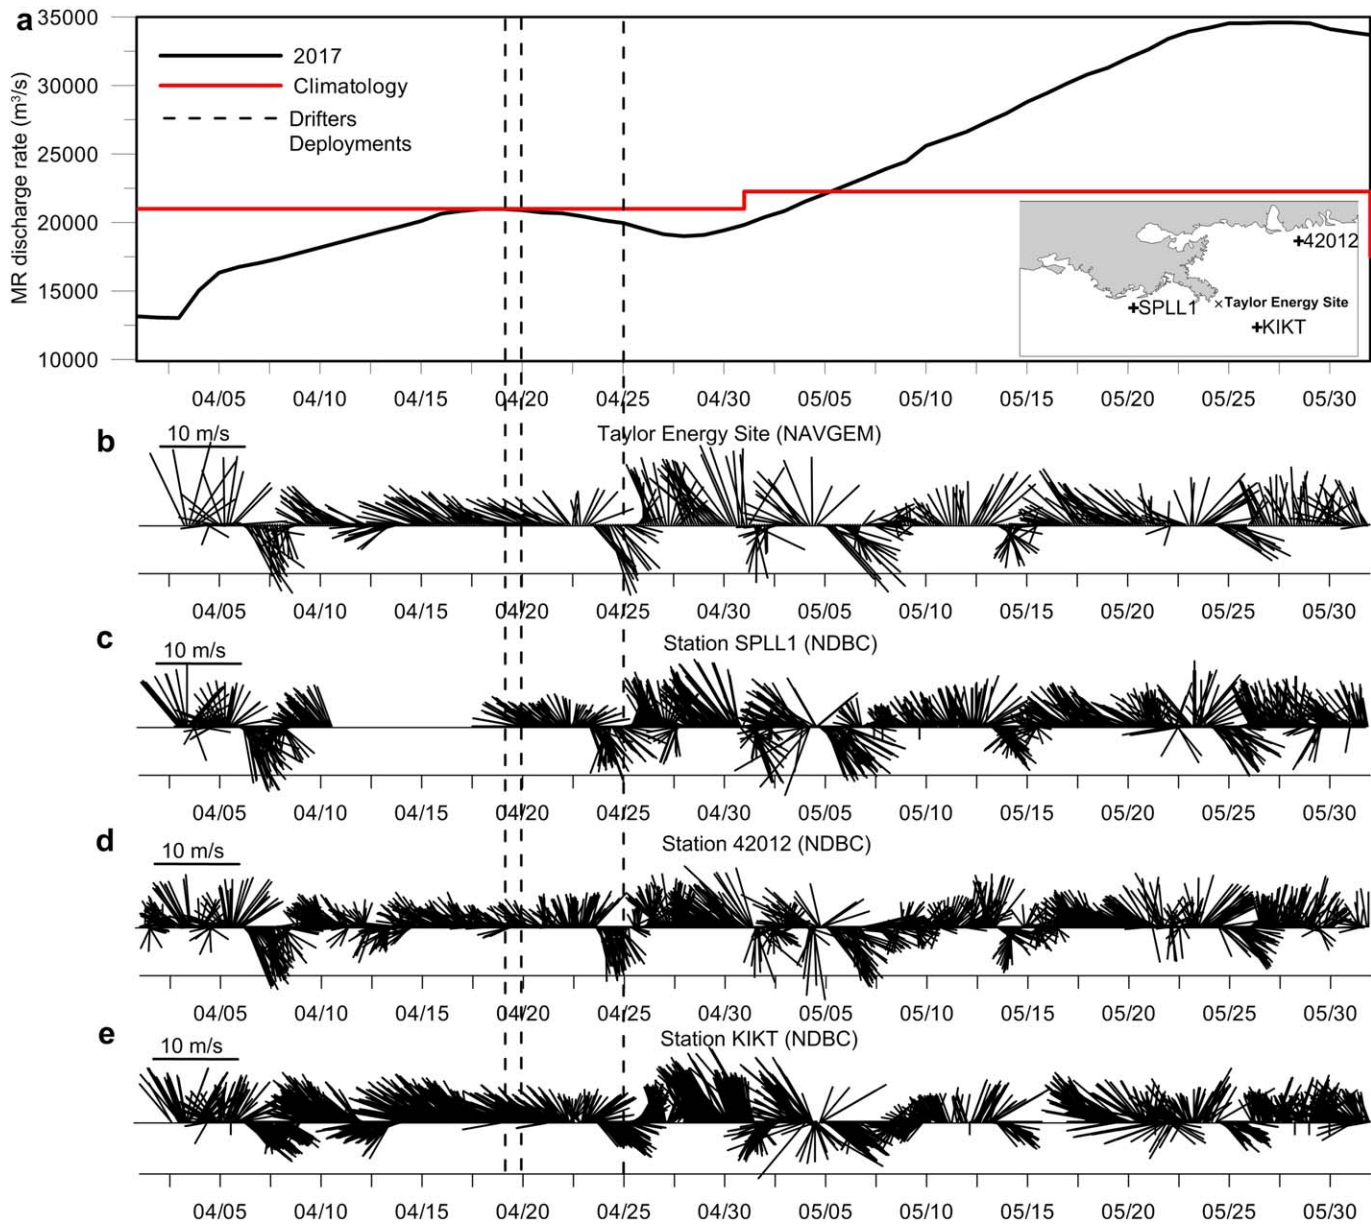 a
35000
30000
25000
20000
15000
10000
MR discharge rate (m³/s)
2017
Climatology
Drifters
Deployments
42012
SPLL1
Taylor Energy Site
KIKT
04/05 04/10 04/15 04/20 04/25 04/30 05/05 05/10 05/15 05/20 05/25 05/30
b
10 m/s
Taylor Energy Site (NAVGEM)
04/05 04/10 04/15 04/20 04/25 04/30 05/05 05/10 05/15 05/20 05/25 05/30
c
10 m/s
Station SPLL1 (NDBC)
04/05 04/10 04/15 04/20 04/25 04/30 05/05 05/10 05/15 05/20 05/25 05/30
d
10 m/s
Station 42012 (NDBC)
04/05 04/10 04/15 04/20 04/25 04/30 05/05 05/10 05/15 05/20 05/25 05/30
e
10 m/s
Station KIKT (NDBC)
04/05 04/10 04/15 04/20 04/25 04/30 05/05 05/10 05/15 05/20 05/25 05/30